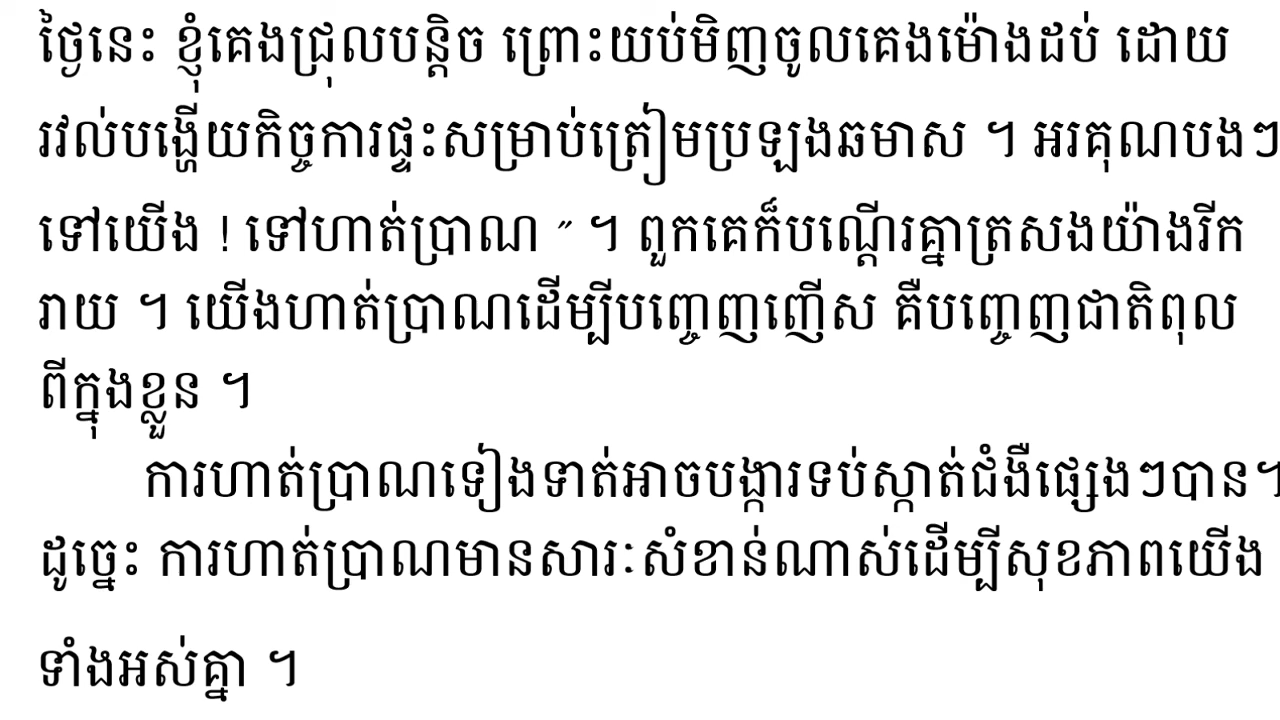 ថ្ងៃនេះ ខ្ញុំគេងជ្រុលបន្តិច ព្រោះយប់មិញចូលគេងម៉ោងដប់ ដោយ
រវល់បង្ហើយកិច្ចការផ្ទះសម្រាប់ត្រៀមប្រឡងឆមាស ។ អរគុណបងៗ
ទៅយើង ! ទៅហាត់ប្រាណ ˝ ។ ពួកគេក៏បណ្ដើរគ្នាត្រសងយ៉ាងរីក
រាយ ។ យើងហាត់ប្រាណដើម្បីបញ្ចេញញើស គឺបញ្ចេញជាតិពុល
ពីក្នុងខ្លួន ។
ការហាត់ប្រាណទៀងទាត់អាចបង្ការទប់ស្កាត់ជំងឺផ្សេងៗបាន។
ដូច្នេះ ការហាត់ប្រាណមានសារៈសំខាន់ណាស់ដើម្បីសុខភាពយើង
ទាំងអស់គ្នា ។